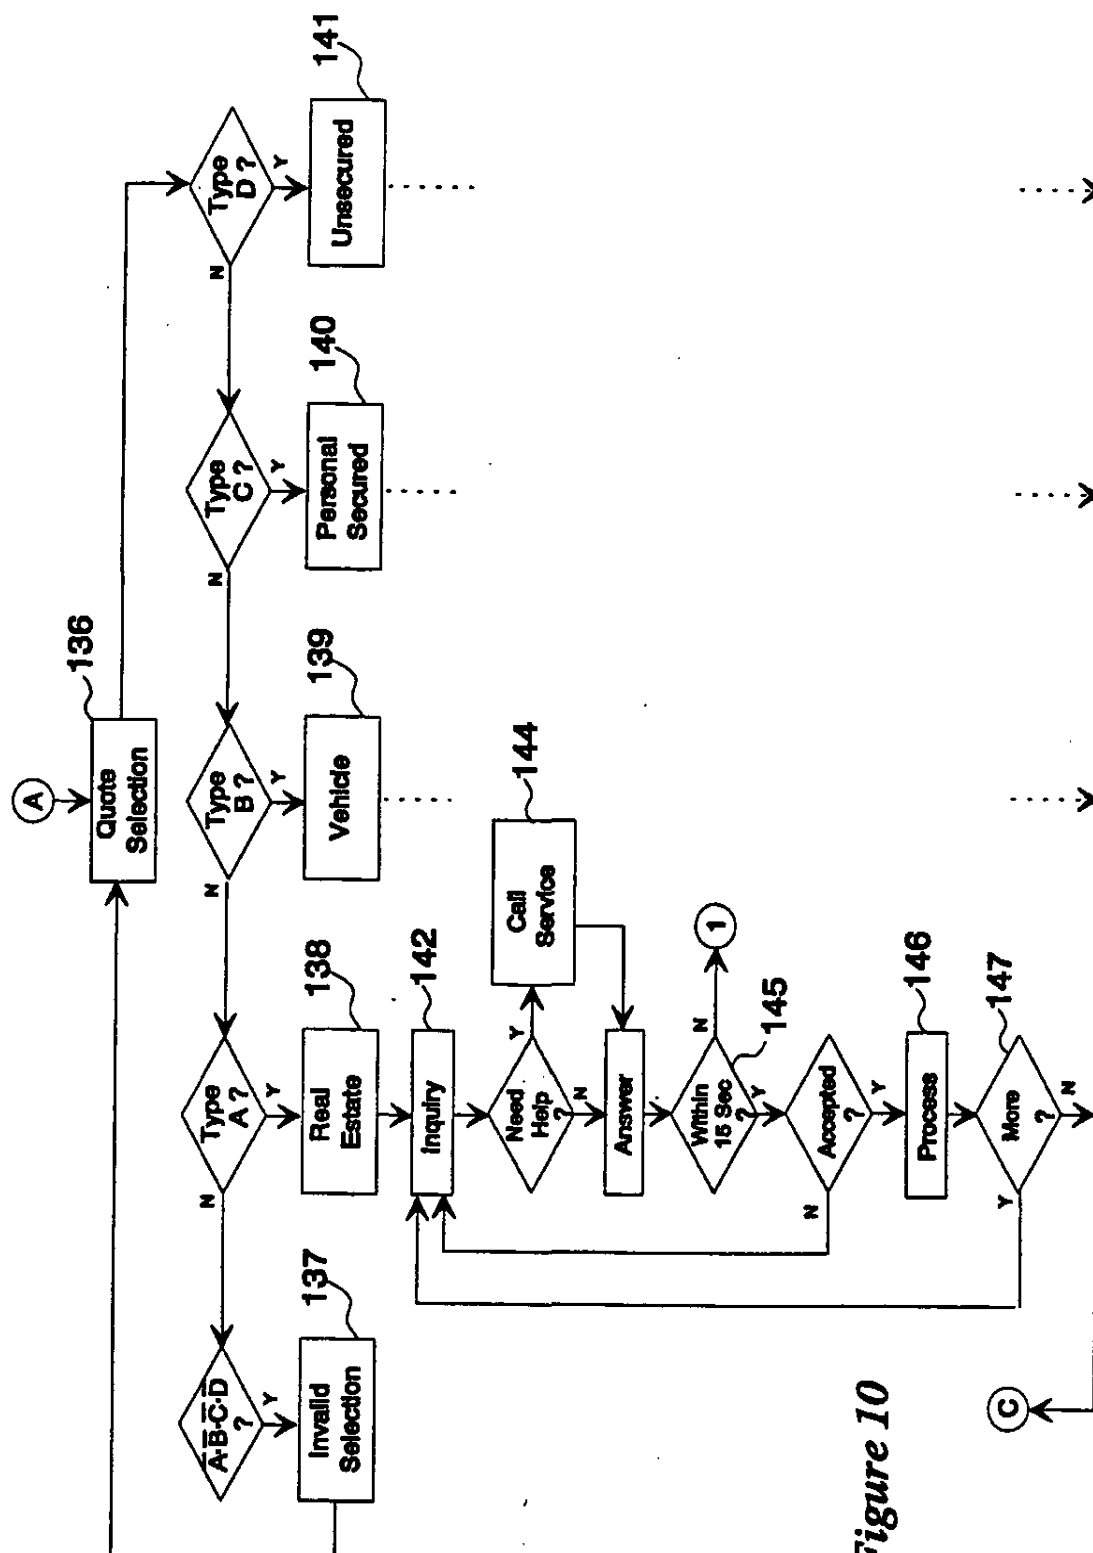 A
136
Quote
Selection
Type
D ?
Y
N
141
Unsecured
Type
C ?
Y
N
140
Personal
Secured
Type
B ?
Y
N
139
Vehicle
Type
A ?
Y
N
138
Real
Estate
A̅·B̅·C̅·D̅
?
Y
137
Invalid
Selection
142
Inquiry
Need
Help
?
Y
N
144
Call
Service
Answer
Within
15 Sec
?
N
Y
145
1
Accepted
?
N
Y
146
Process
147
More
?
Y
N
C
Figure 10